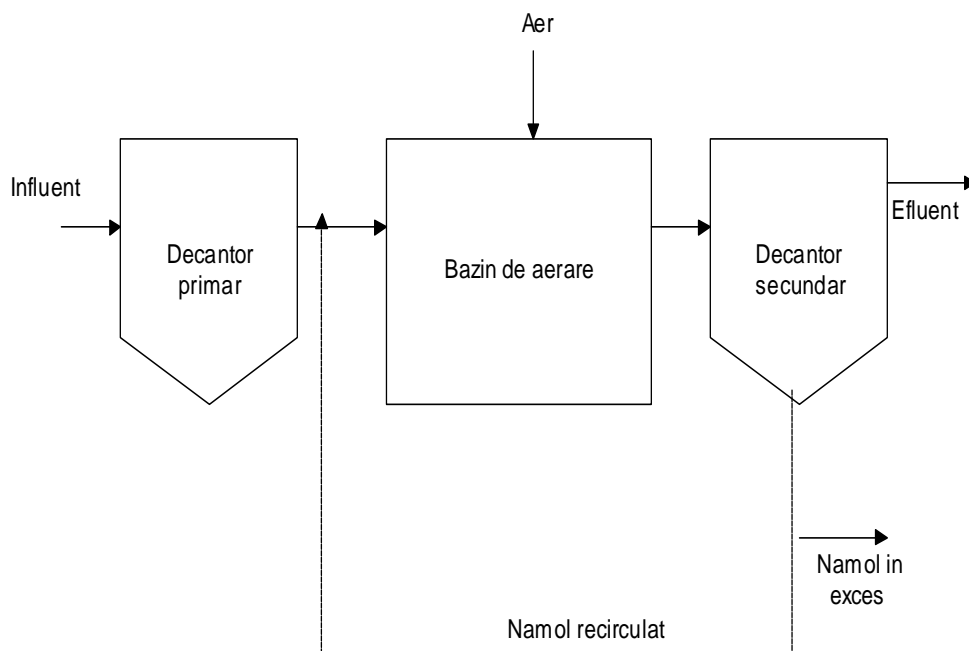 Aer
Influent
Decantor
primar
Bazin de aerare
Decantor
secundar
Efluent
Namol in
exces
Namol recirculat